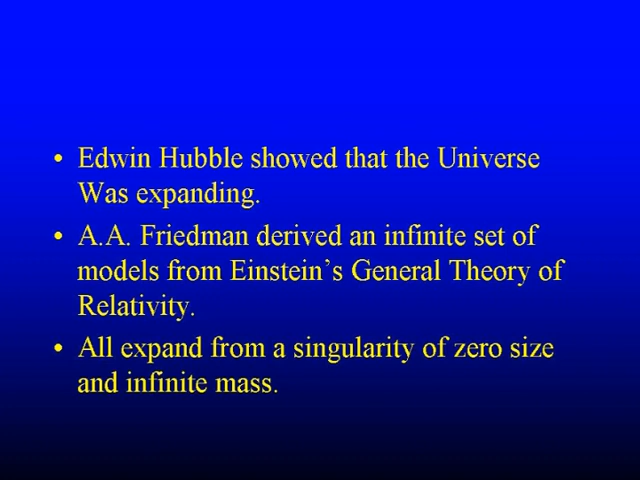 • Edwin Hubble showed that the Universe
Was expanding.
• A.A. Friedman derived an infinite set of
models from Einstein’s General Theory of
Relativity.
• All expand from a singularity of zero size
and infinite mass.